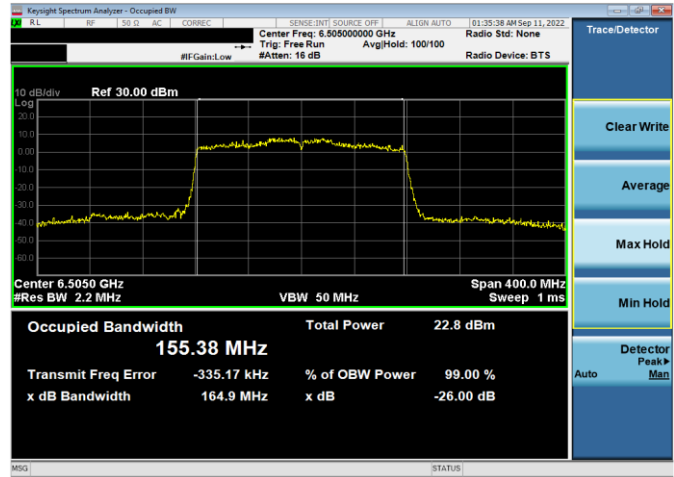 Keysight Spectrum Analyzer - Occupied BW
RL RF 50 Ω AC CORREC SENSE:INT SOURCE OFF ALIGN AUTO 01:35:38 AM Sep 11, 2022
Center Freq: 6.505000000 GHz Radio Std: None
Trig: Free Run Avg|Hold: 100/100
#IFGain:Low #Atten: 16 dB Radio Device: BTS
Trace/Detector
10 dB/div Ref 30.00 dBm
Log
20.0
10.0
0.00
-10.0
-20.0
-30.0
-40.0
-50.0
-60.0
Center 6.5050 GHz Span 400.0 MHz
#Res BW 2.2 MHz VBW 50 MHz Sweep 1 ms
Occupied Bandwidth Total Power 22.8 dBm
155.38 MHz
Transmit Freq Error -335.17 kHz % of OBW Power 99.00 %
x dB Bandwidth 164.9 MHz x dB -26.00 dB
Clear Write
Average
Max Hold
Min Hold
Detector
Peak▶
Auto Man
MSG STATUS